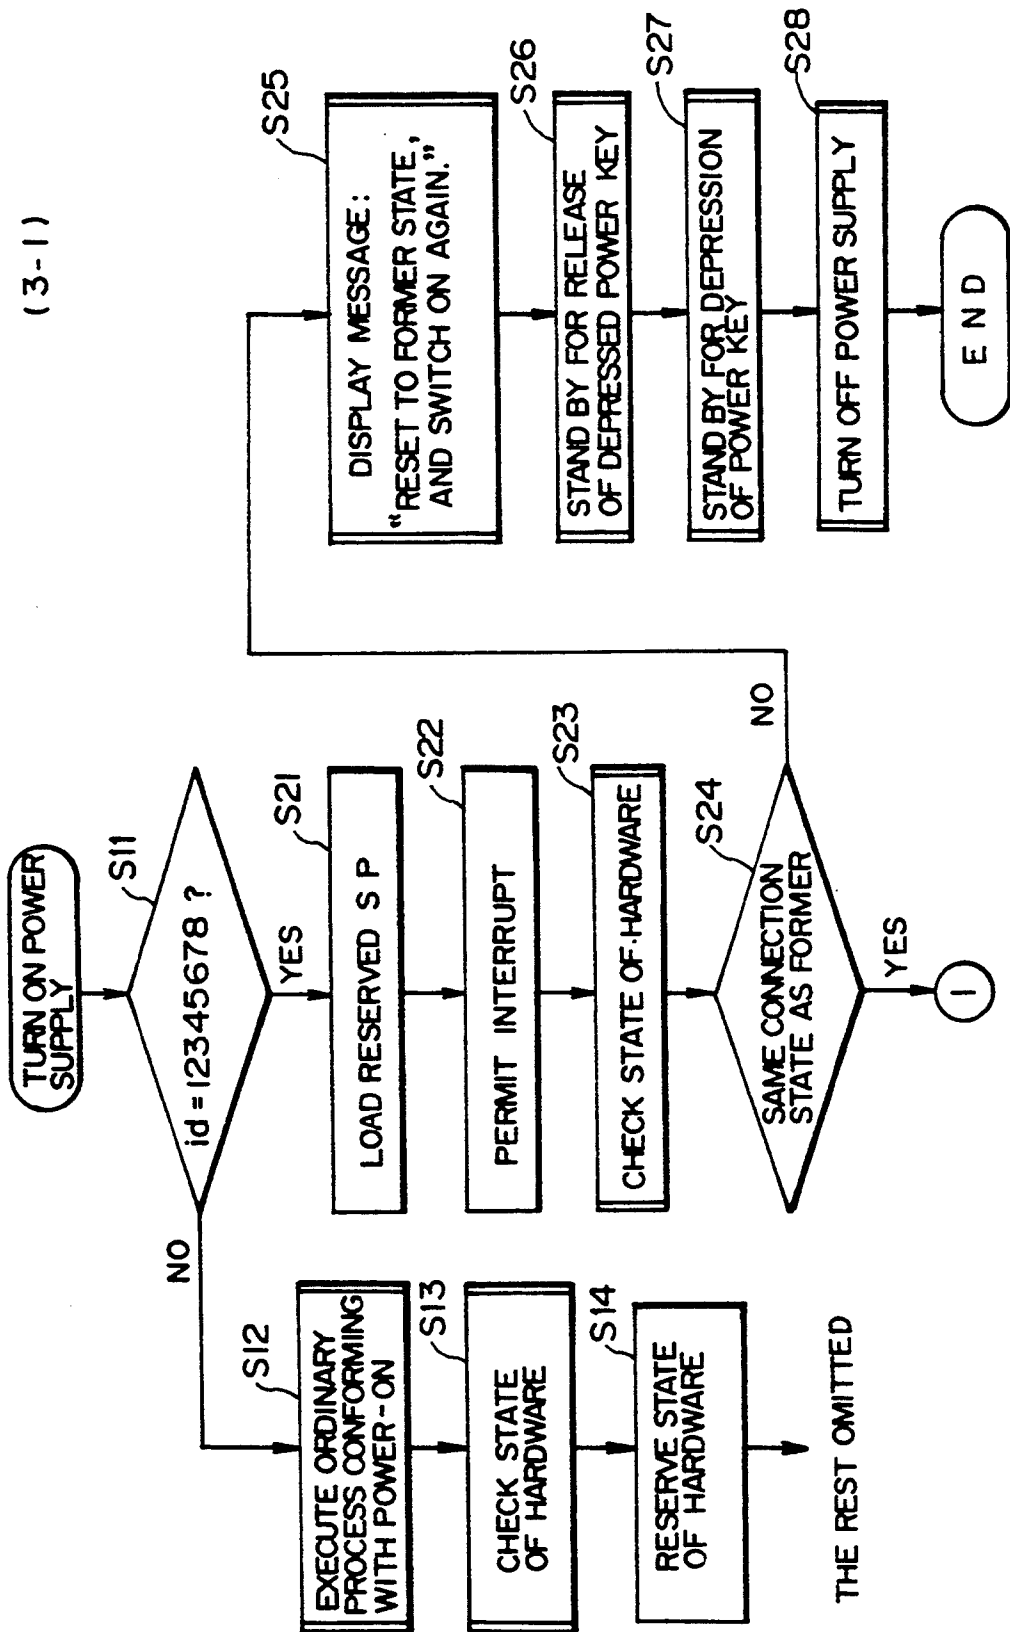 (3-1)
TURN ON POWER
SUPPLY
S11
id = 12345678 ?
NO
YES
S12
EXECUTE ORDINARY
PROCESS CONFORMING
WITH POWER-ON
S13
CHECK STATE
OF HARDWARE
S14
RESERVE STATE
OF HARDWARE
THE REST OMITTED
S21
LOAD RESERVED S P
S22
PERMIT INTERRUPT
S23
CHECK STATE OF HARDWARE
S24
SAME CONNECTION
STATE AS FORMER
NO
YES
1
S25
DISPLAY MESSAGE :
"RESET TO FORMER STATE,
AND SWITCH ON AGAIN."
S26
STAND BY FOR RELEASE
OF DEPRESSED POWER KEY
S27
STAND BY FOR DEPRESSION
OF POWER KEY
S28
TURN OFF POWER SUPPLY
END